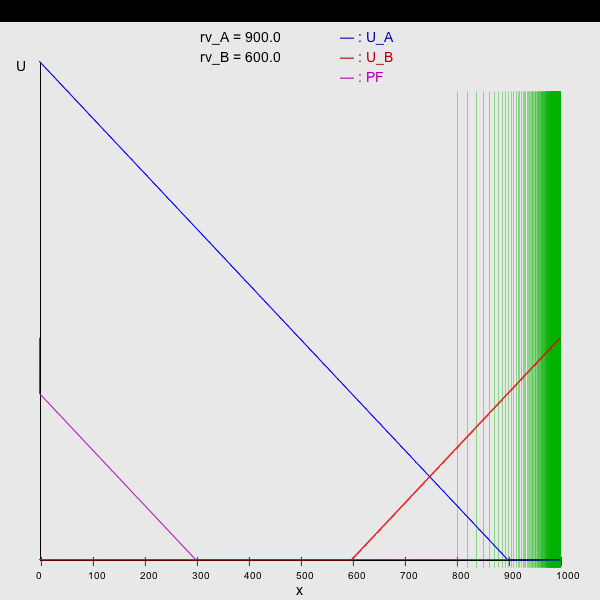 rv_A = 900.0 — : U_A
rv_B = 600.0 — : U_B
— : PF
U
0 100 200 300 400 500 600 700 800 900 1000
x